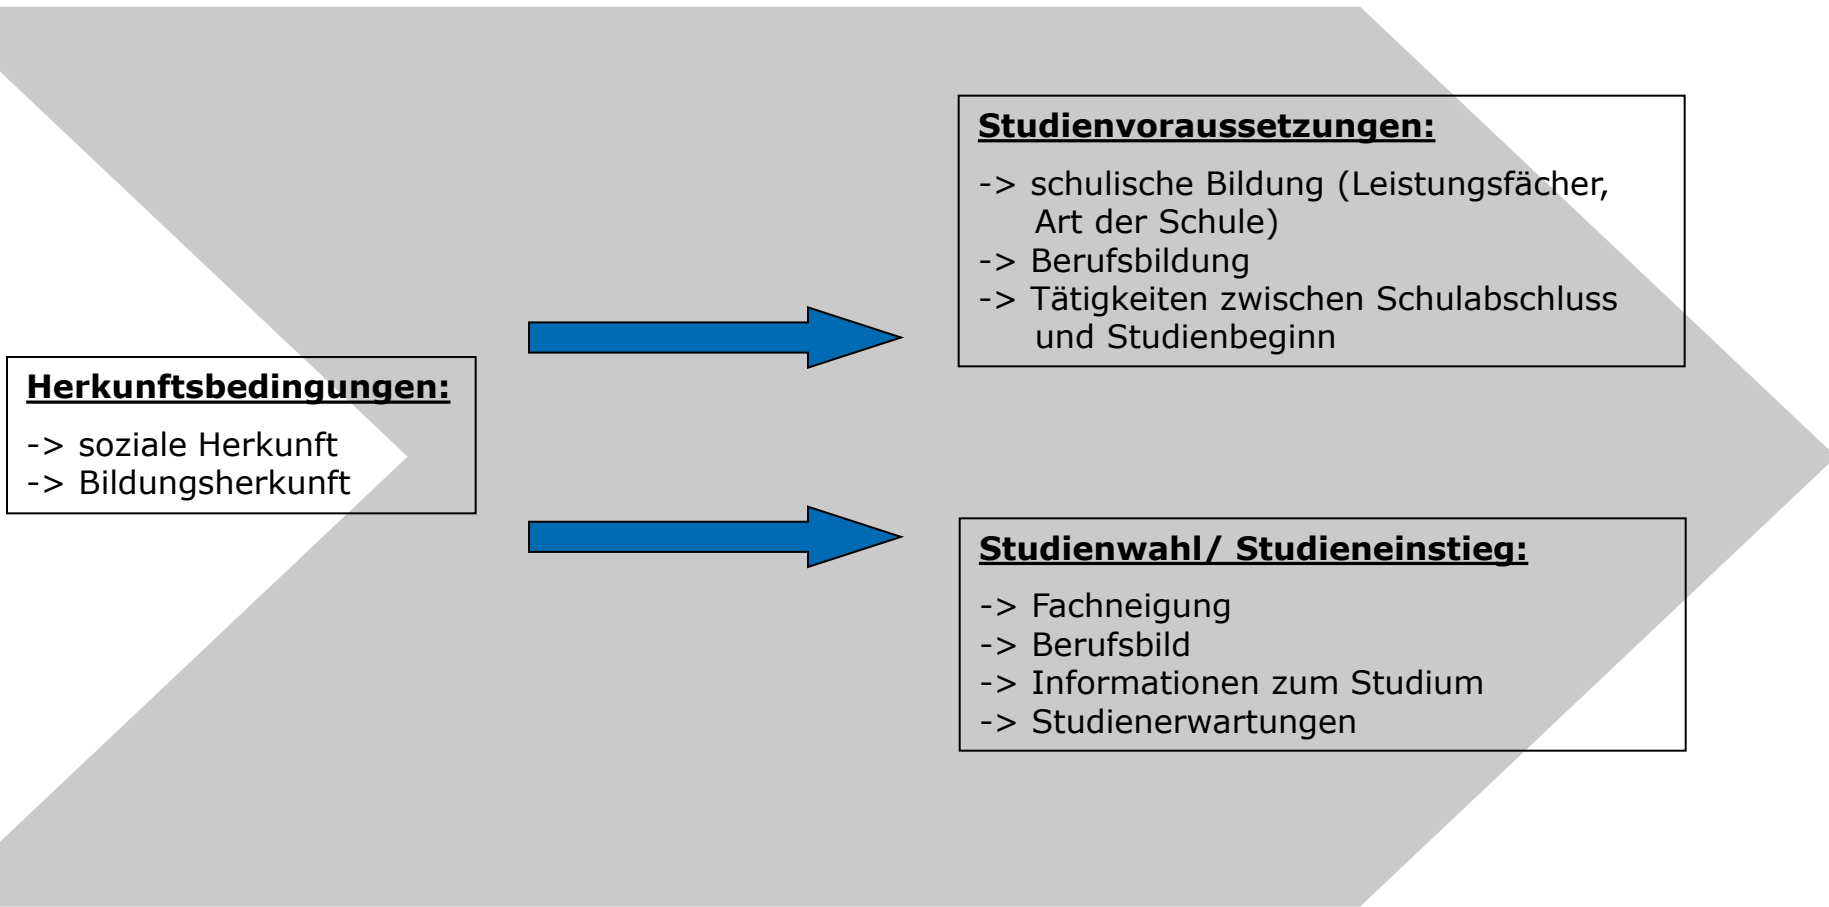 Herkunftsbedingungen:
-> soziale Herkunft
-> Bildungsherkunft
Studienvoraussetzungen:
-> schulische Bildung (Leistungsfächer,
Art der Schule)
-> Berufsbildung
-> Tätigkeiten zwischen Schulabschluss
und Studienbeginn
Studienwahl/ Studieneinstieg:
-> Fachneigung
-> Berufsbild
-> Informationen zum Studium
-> Studienerwartungen